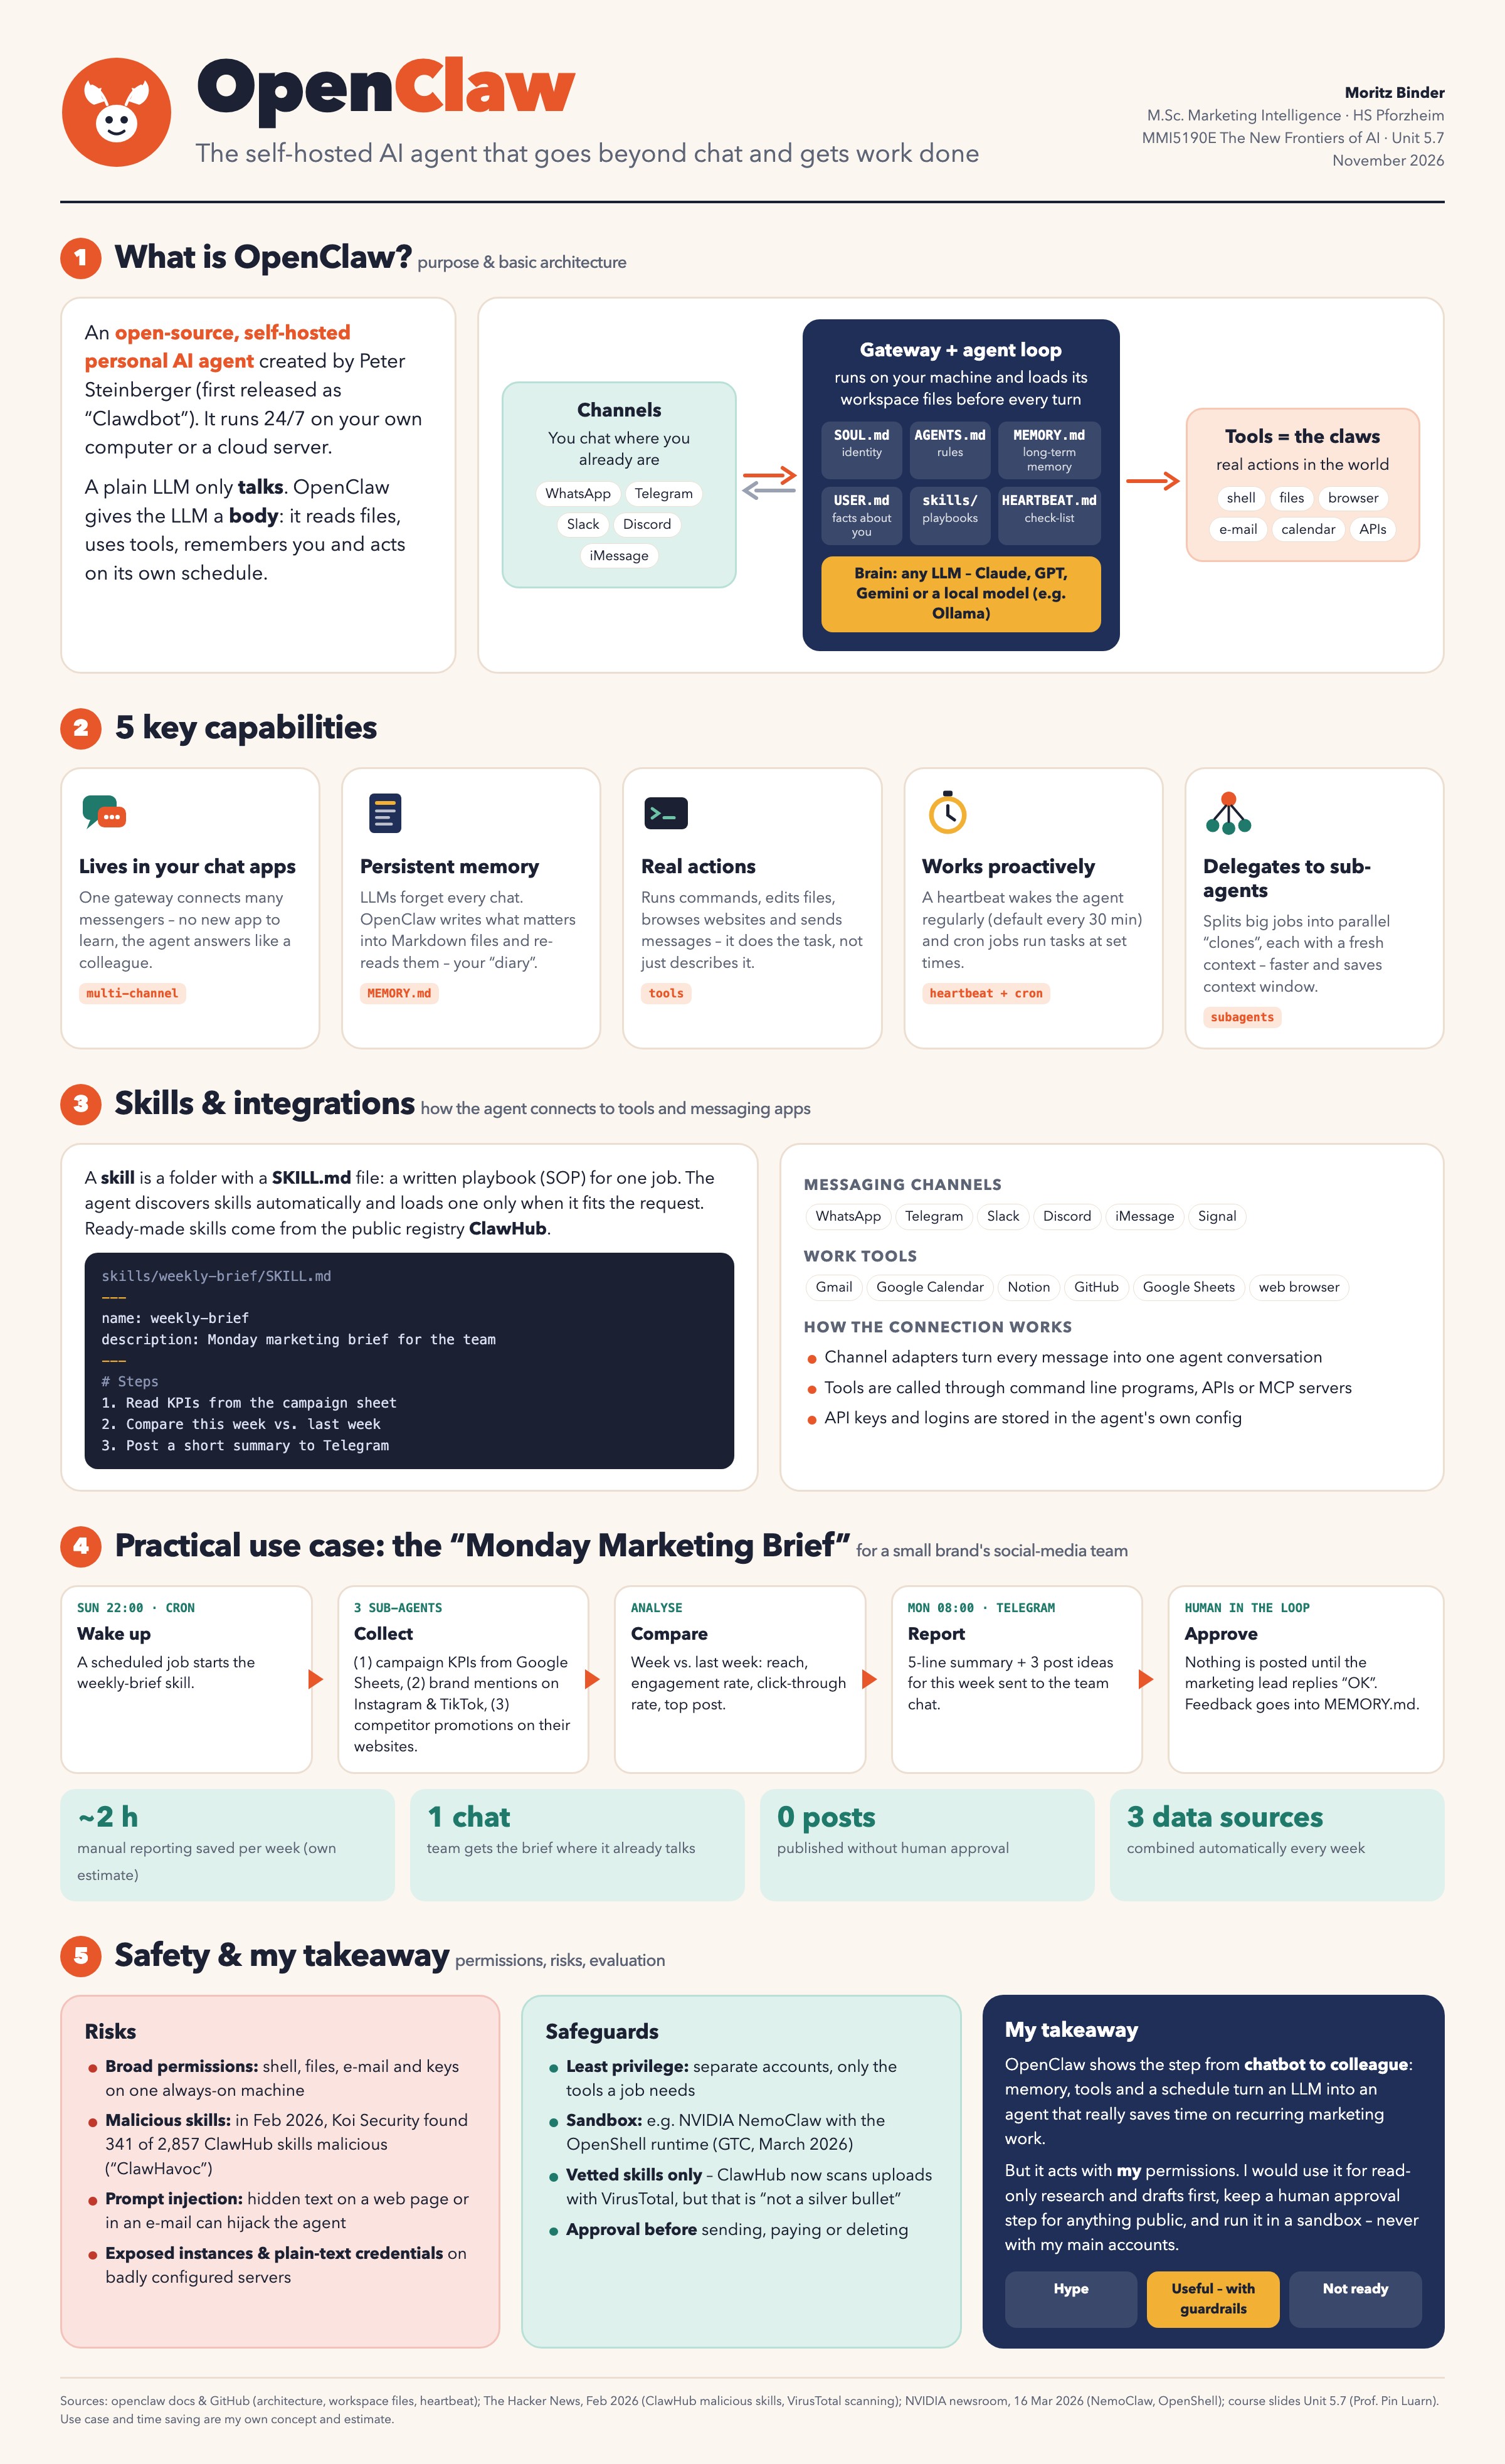 OpenClaw
The self-hosted AI agent that goes beyond chat and gets work done
Moritz Binder
M.Sc. Marketing Intelligence · HS Pforzheim
MMI5190E The New Frontiers of AI · Unit 5.7
November 2026
1 What is OpenClaw? purpose & basic architecture
An open-source, self-hosted
personal AI agent created by Peter
Steinberger (first released as
“Clawdbot”). It runs 24/7 on your own
computer or a cloud server.
A plain LLM only talks. OpenClaw
gives the LLM a body: it reads files,
uses tools, remembers you and acts
on its own schedule.
Channels
You chat where you
already are
WhatsApp Telegram
Slack Discord
iMessage
Gateway + agent loop
runs on your machine and loads its
workspace files before every turn
SOUL.md AGENTS.md MEMORY.md
identity rules long-term
memory
USER.md skills/ HEARTBEAT.md
facts about playbooks check-list
you
Brain: any LLM – Claude, GPT,
Gemini or a local model (e.g.
Ollama)
Tools = the claws
real actions in the world
shell files browser
e-mail calendar APIs
2 5 key capabilities
Lives in your chat apps
One gateway connects many
messengers – no new app to
learn, the agent answers like a
colleague.
multi-channel
Persistent memory
LLMs forget every chat.
OpenClaw writes what matters
into Markdown files and re-
reads them – your “diary”.
MEMORY.md
Real actions
Runs commands, edits files,
browses websites and sends
messages – it does the task, not
just describes it.
tools
Works proactively
A heartbeat wakes the agent
regularly (default every 30 min)
and cron jobs run tasks at set
times.
heartbeat + cron
Delegates to sub-
agents
Splits big jobs into parallel
“clones”, each with a fresh
context – faster and saves
context window.
subagents
3 Skills & integrations how the agent connects to tools and messaging apps
A skill is a folder with a SKILL.md file: a written playbook (SOP) for one job. The
agent discovers skills automatically and loads one only when it fits the request.
Ready-made skills come from the public registry ClawHub.
skills/weekly-brief/SKILL.md
---
name: weekly-brief
description: Monday marketing brief for the team
---
# Steps
1. Read KPIs from the campaign sheet
2. Compare this week vs. last week
3. Post a short summary to Telegram
MESSAGING CHANNELS
WhatsApp Telegram Slack Discord iMessage Signal
WORK TOOLS
Gmail Google Calendar Notion GitHub Google Sheets web browser
HOW THE CONNECTION WORKS
Channel adapters turn every message into one agent conversation
Tools are called through command line programs, APIs or MCP servers
API keys and logins are stored in the agent's own config
4 Practical use case: the “Monday Marketing Brief” for a small brand's social-media team
SUN 22:00 · CRON
Wake up
A scheduled job starts the
weekly-brief skill.
3 SUB-AGENTS
Collect
(1) campaign KPIs from Google
Sheets, (2) brand mentions on
Instagram & TikTok, (3)
competitor promotions on their
websites.
ANALYSE
Compare
Week vs. last week: reach,
engagement rate, click-through
rate, top post.
MON 08:00 · TELEGRAM
Report
5-line summary + 3 post ideas
for this week sent to the team
chat.
HUMAN IN THE LOOP
Approve
Nothing is posted until the
marketing lead replies “OK”.
Feedback goes into MEMORY.md.
~2 h
manual reporting saved per week (own
estimate)
1 chat
team gets the brief where it already talks
0 posts
published without human approval
3 data sources
combined automatically every week
5 Safety & my takeaway permissions, risks, evaluation
Risks
Broad permissions: shell, files, e-mail and keys
on one always-on machine
Malicious skills: in Feb 2026, Koi Security found
341 of 2,857 ClawHub skills malicious
(“ClawHavoc”)
Prompt injection: hidden text on a web page or
in an e-mail can hijack the agent
Exposed instances & plain-text credentials on
badly configured servers
Safeguards
Least privilege: separate accounts, only the
tools a job needs
Sandbox: e.g. NVIDIA NemoClaw with the
OpenShell runtime (GTC, March 2026)
Vetted skills only – ClawHub now scans uploads
with VirusTotal, but that is “not a silver bullet”
Approval before sending, paying or deleting
My takeaway
OpenClaw shows the step from chatbot to colleague:
memory, tools and a schedule turn an LLM into an
agent that really saves time on recurring marketing
work.
But it acts with my permissions. I would use it for read-
only research and drafts first, keep a human approval
step for anything public, and run it in a sandbox – never
with my main accounts.
Hype
Useful – with
guardrails
Not ready
Sources: openclaw docs & GitHub (architecture, workspace files, heartbeat); The Hacker News, Feb 2026 (ClawHub malicious skills, VirusTotal scanning); NVIDIA newsroom, 16 Mar 2026 (NemoClaw, OpenShell); course slides Unit 5.7 (Prof. Pin Luarn).
Use case and time saving are my own concept and estimate.